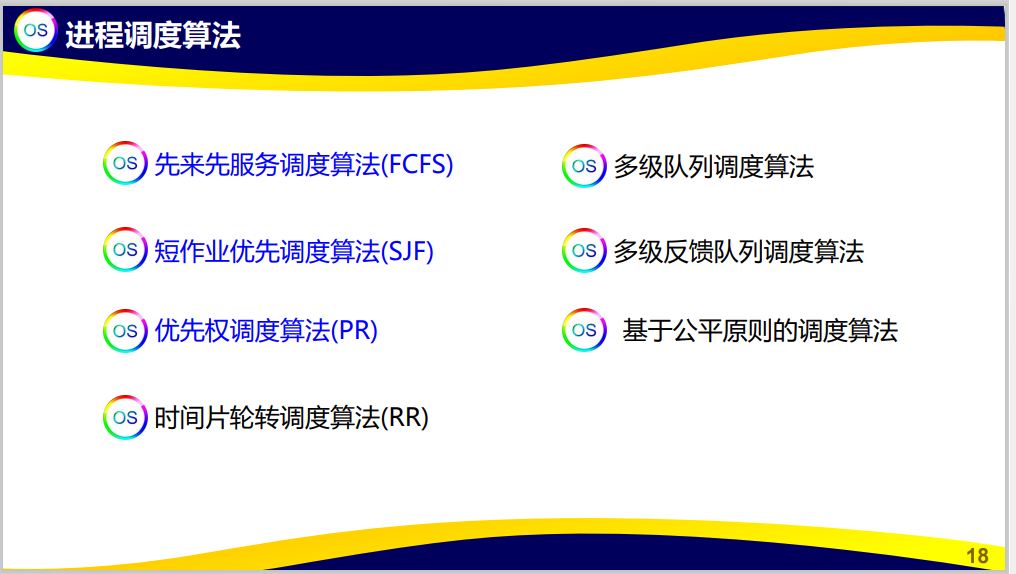 OS 进程调度算法
OS 先来先服务调度算法(FCFS)
OS 短作业优先调度算法(SJF)
OS 优先权调度算法(PR)
OS 时间片轮转调度算法(RR)
OS 多级队列调度算法
OS 多级反馈队列调度算法
OS 基于公平原则的调度算法
18